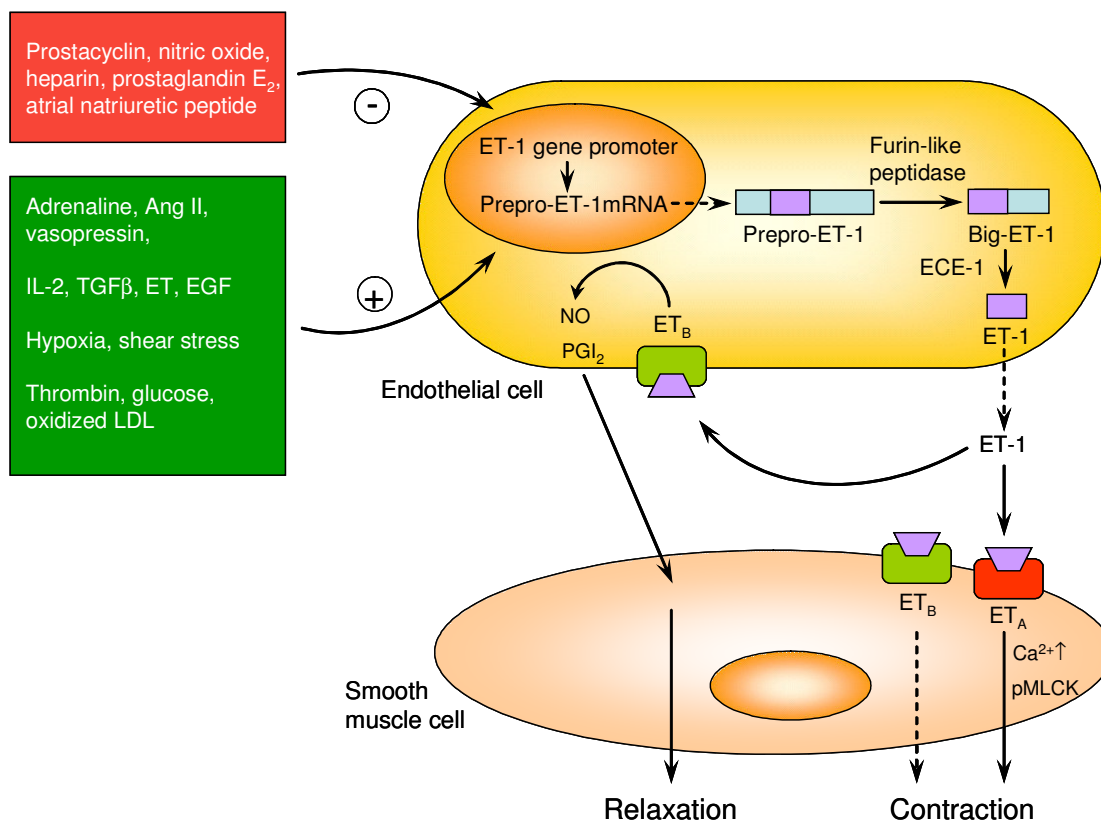 Prostacyclin, nitric oxide,
heparin, prostaglandin E₂,
atrial natriuretic peptide
-
Adrenaline, Ang II,
vasopressin,
IL-2, TGFβ, ET, EGF
Hypoxia, shear stress
Thrombin, glucose,
oxidized LDL
+
ET-1 gene promoter
Prepro-ET-1mRNA
Prepro-ET-1
Furin-like
peptidase
Big-ET-1
ECE-1
ET-1
NO
PGI₂
ET_B
Endothelial cell
ET-1
ET_B
ET_A
Ca²⁺↑
pMLCK
Smooth
muscle cell
Relaxation
Contraction